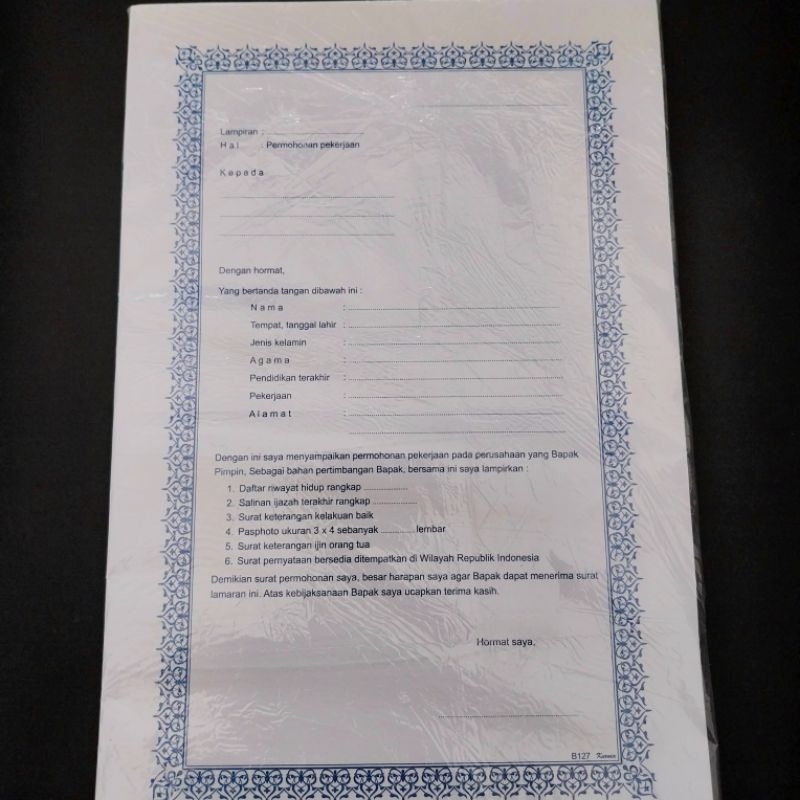 Lampiran : ........................
H a l : Permohonan pekerjaan
K e p a d a
........................
........................
........................
Dengan hormat,
Yang bertanda tangan dibawah ini :
N a m a : ........................
Tempat, tanggal lahir : ........................
Jenis kelamin : ........................
A g a m a : ........................
Pendidikan terakhir : ........................
Pekerjaan : ........................
A l a m a t : ........................
........................
Dengan ini saya menyampaikan permohonan pekerjaan pada perusahaan yang Bapak
Pimpin, Sebagai bahan pertimbangan Bapak, bersama ini saya lampirkan :
1. Daftar riwayat hidup rangkap ................
2. Salinan ijazah terakhir rangkap ................
3. Surat keterangan kelakuan baik
4. Pasphoto ukuran 3 x 4 sebanyak ............ lembar
5. Surat keterangan ijin orang tua
6. Surat pernyataan bersedia ditempatkan di Wilayah Republik Indonesia
Demikian surat permohonan saya, besar harapan saya agar Bapak dapat menerima surat
lamaran ini. Atas kebijaksanaan Bapak saya ucapkan terima kasih.
Hormat saya,
........................
B127